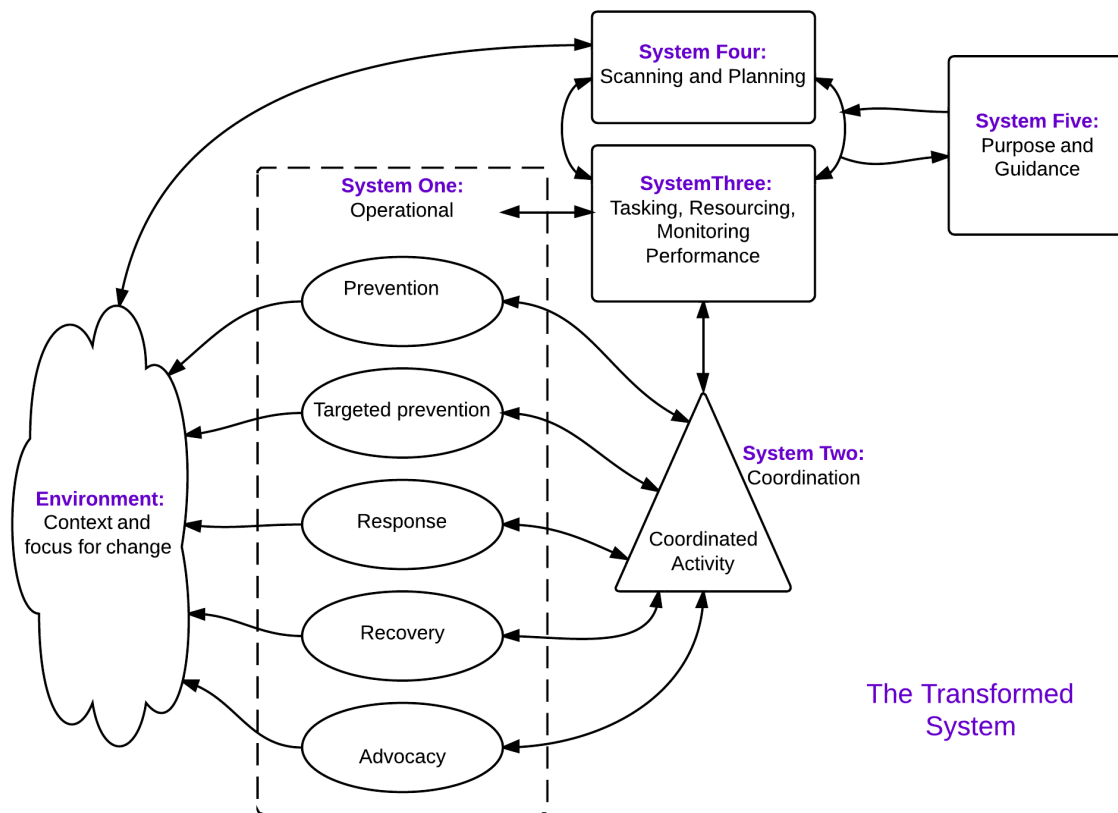 System Four:
Scanning and Planning
System Five:
Purpose and
Guidance
System One:
Operational
SystemThree:
Tasking, Resourcing,
Monitoring
Performance
Prevention
Targeted prevention
System Two:
Coordination
Environment:
Context and
focus for change
Response
Coordinated
Activity
Recovery
Advocacy
The Transformed
System